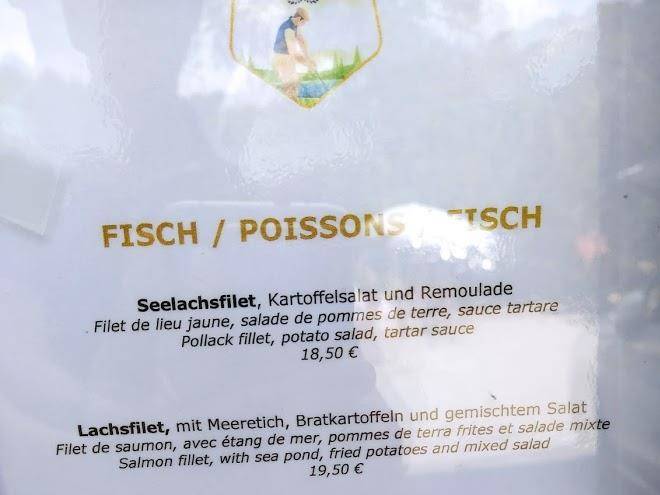 FISCH / POISSONS / FISCH
Seelachsfilet, Kartoffelsalat und Remoulade
Filet de lieu jaune, salade de pommes de terre, sauce tartare
Pollack fillet, potato salad, tartar sauce
18,50 €
Lachsfilet, mit Meeretich, Bratkartoffeln und gemischtem Salat
Filet de saumon, avec étang de mer, pommes de terra frites et salade mixte
Salmon fillet, with sea pond, fried potatoes and mixed salad
19,50 €